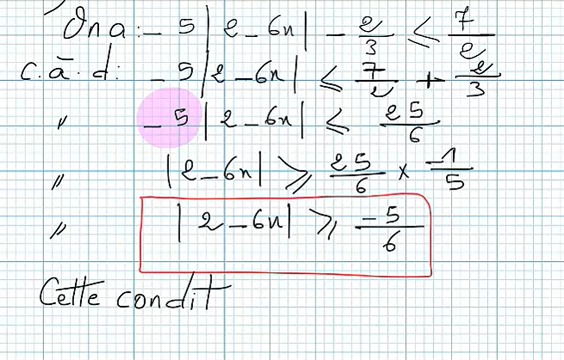 On a : - 5 | 2 - 6x | - 2/3 ≤ 7/2
c.à.d : - 5 | 2 - 6x | ≤ 7/2 + 2/3
〃 - 5 | 2 - 6x | ≤ 25/6
〃 | 2 - 6x | ⩾ 25/6 × -1/5
〃 | 2 - 6x | ⩾ -5/6
Cette condit